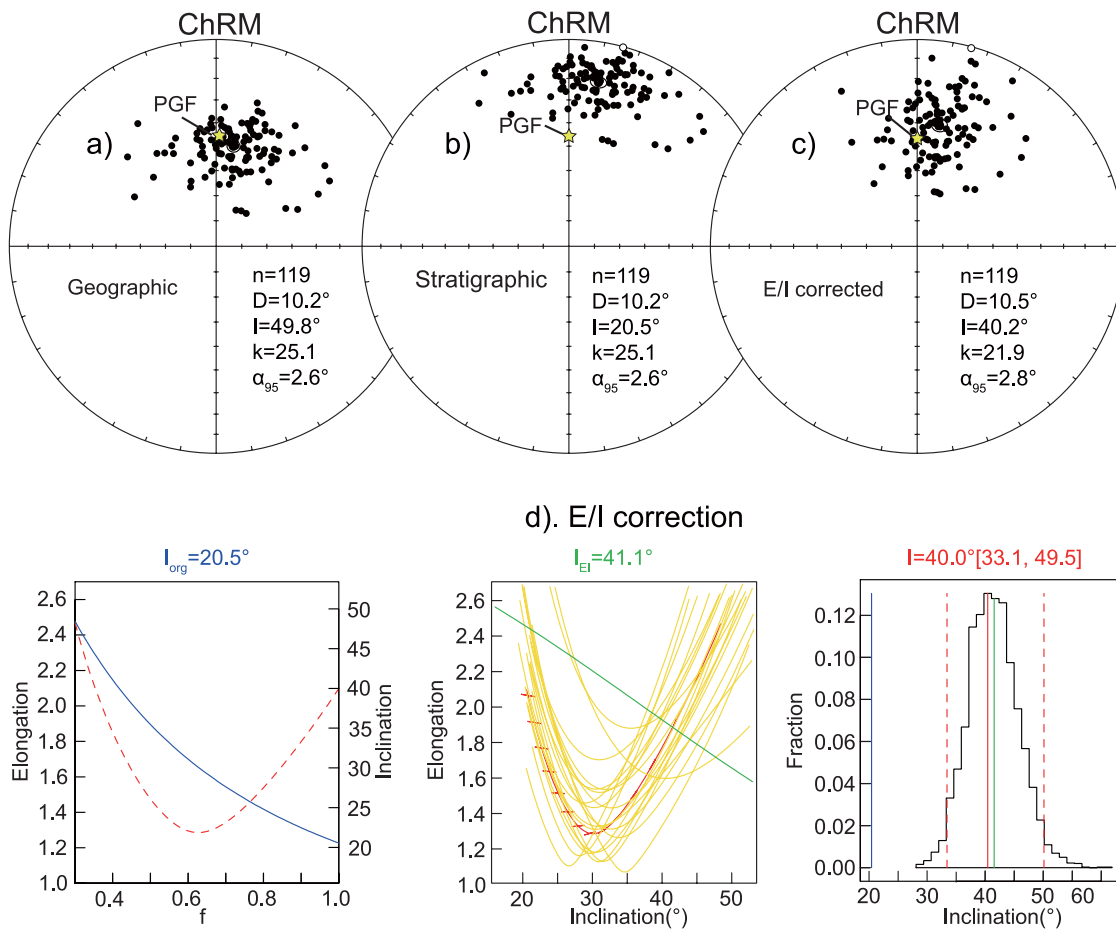 ChRM
PGF
a)
Geographic
n=119
D=10.2°
I=49.8°
k=25.1
α95=2.6°
ChRM
PGF
b)
Stratigraphic
n=119
D=10.2°
I=20.5°
k=25.1
α95=2.6°
ChRM
PGF
c)
E/I corrected
n=119
D=10.5°
I=40.2°
k=21.9
α95=2.8°
d). E/I correction
Iorg=20.5°
2.6
2.4
2.2
2.0
1.8
1.6
1.4
1.2
1.0
Elongation
50
45
40
35
30
25
20
Inclination
0.4 0.6 0.8 1.0
f
IEI=41.1°
2.6
2.4
2.2
2.0
1.8
1.6
1.4
1.2
1.0
Elongation
20 30 40 50
Inclination(°)
I=40.0°[33.1, 49.5]
0.12
0.10
0.08
0.06
0.04
0.02
0.00
Fraction
20 30 40 50 60
Inclination(°)